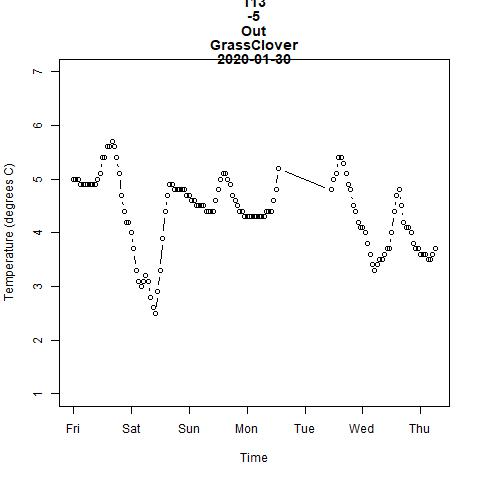 113
-5
Out
GrassClover
2020-01-30
7
6
5
4
3
2
1
Temperature (degrees C)
Fri Sat Sun Mon Tue Wed Thu
Time